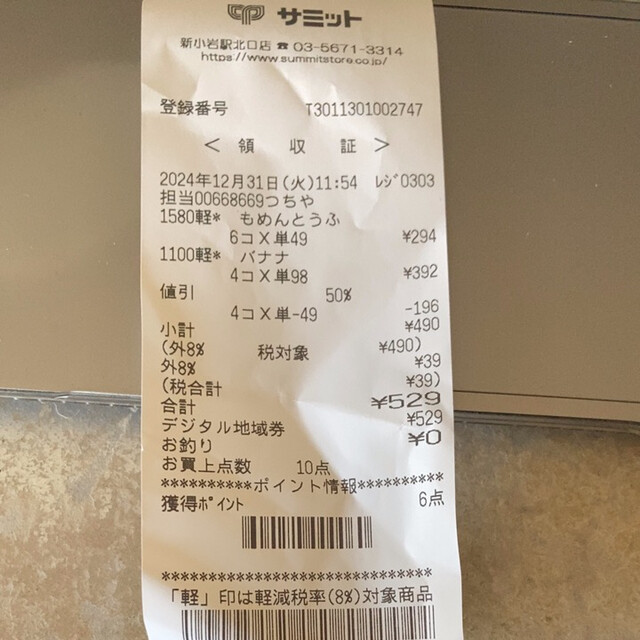 サミット
新小岩駅北口店 ☎ 03-5671-3314
https://www.summitstore.co.jp/
登録番号 T3011301002747
＜ 領 収 証 ＞
2024年12月31日(火)11:54 ﾚｼﾞ0303
担当00668669つちや
1580軽* もめんとうふ
6コX単49 ¥294
1100軽* バナナ
4コX単98 ¥392
値引 50%
4コX単-49 -196
小計 ¥490
(外8% 税対象 ¥490)
外8% ¥39
(税合計 ¥39)
合計 ¥529
デジタル地域券 ¥529
お釣り ¥0
お買上点数 10点
**********ポイント情報**********
獲得ﾎﾟｲﾝﾄ 6点
******************************
「軽」印は軽減税率(8%)対象商品